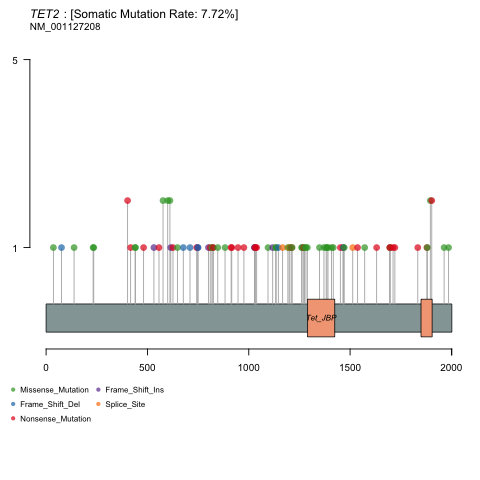 TET2 : [Somatic Mutation Rate: 7.72%]
NM_001127208
5
1
Tet_JBP
0 500 1000 1500 2000
Missense_Mutation Frame_Shift_Ins
Frame_Shift_Del Splice_Site
Nonsense_Mutation